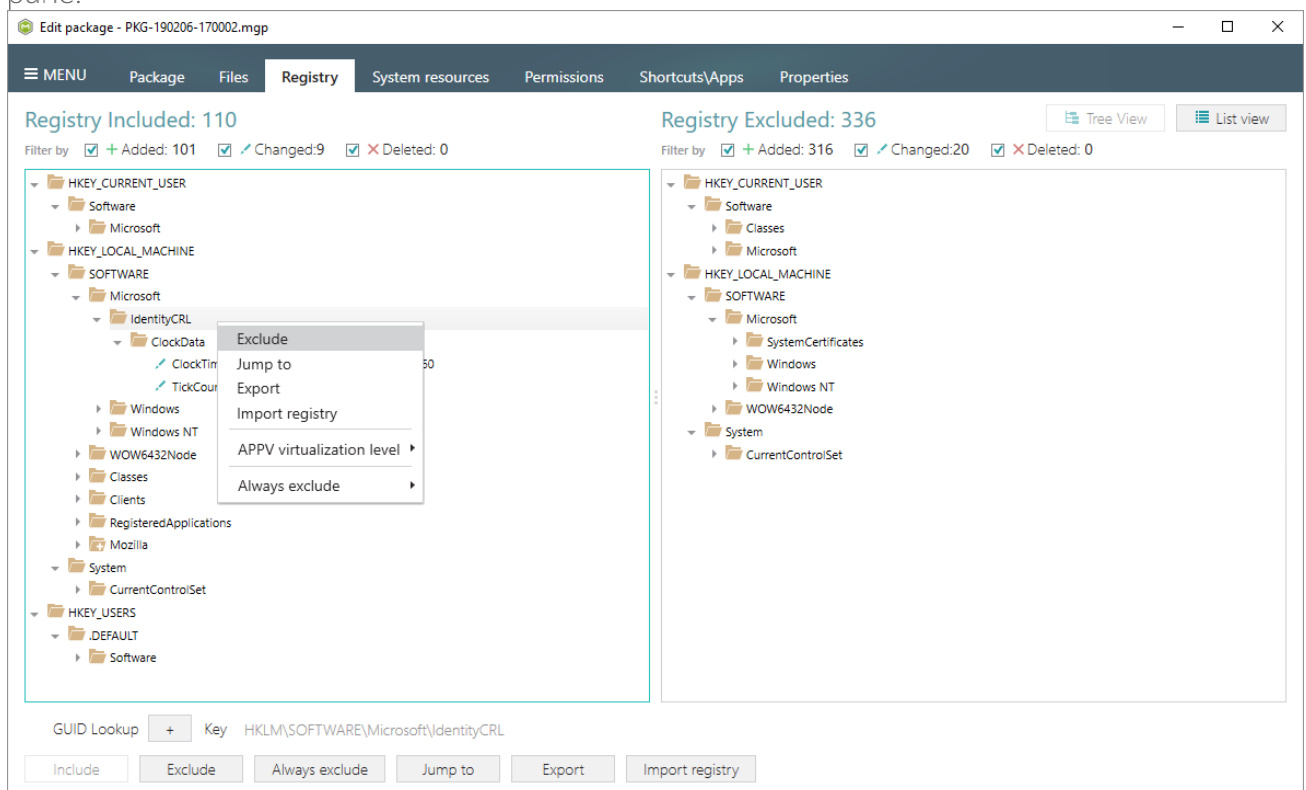 pane.
Edit package - PKG-190206-170002.mgp
MENU Package Files Registry System resources Permissions Shortcuts\Apps Properties
Registry Included: 110
Filter by + Added: 101 Changed:9 Deleted: 0
HKEY_CURRENT_USER
Software
Microsoft
HKEY_LOCAL_MACHINE
SOFTWARE
Microsoft
IdentityCRL
ClockData
ClockTim 50
TickCour
Windows
Windows NT
WOW6432Node
Classes
Clients
RegisteredApplications
Mozilla
System
CurrentControlSet
HKEY_USERS
.DEFAULT
Software
Exclude
Jump to
Export
Import registry
APPV virtualization level
Always exclude
Registry Excluded: 336
Tree View List view
Filter by + Added: 316 Changed:20 Deleted: 0
HKEY_CURRENT_USER
Software
Classes
Microsoft
HKEY_LOCAL_MACHINE
SOFTWARE
Microsoft
SystemCertificates
Windows
Windows NT
WOW6432Node
System
CurrentControlSet
GUID Lookup + Key HKLM\SOFTWARE\Microsoft\IdentityCRL
Include Exclude Always exclude Jump to Export Import registry